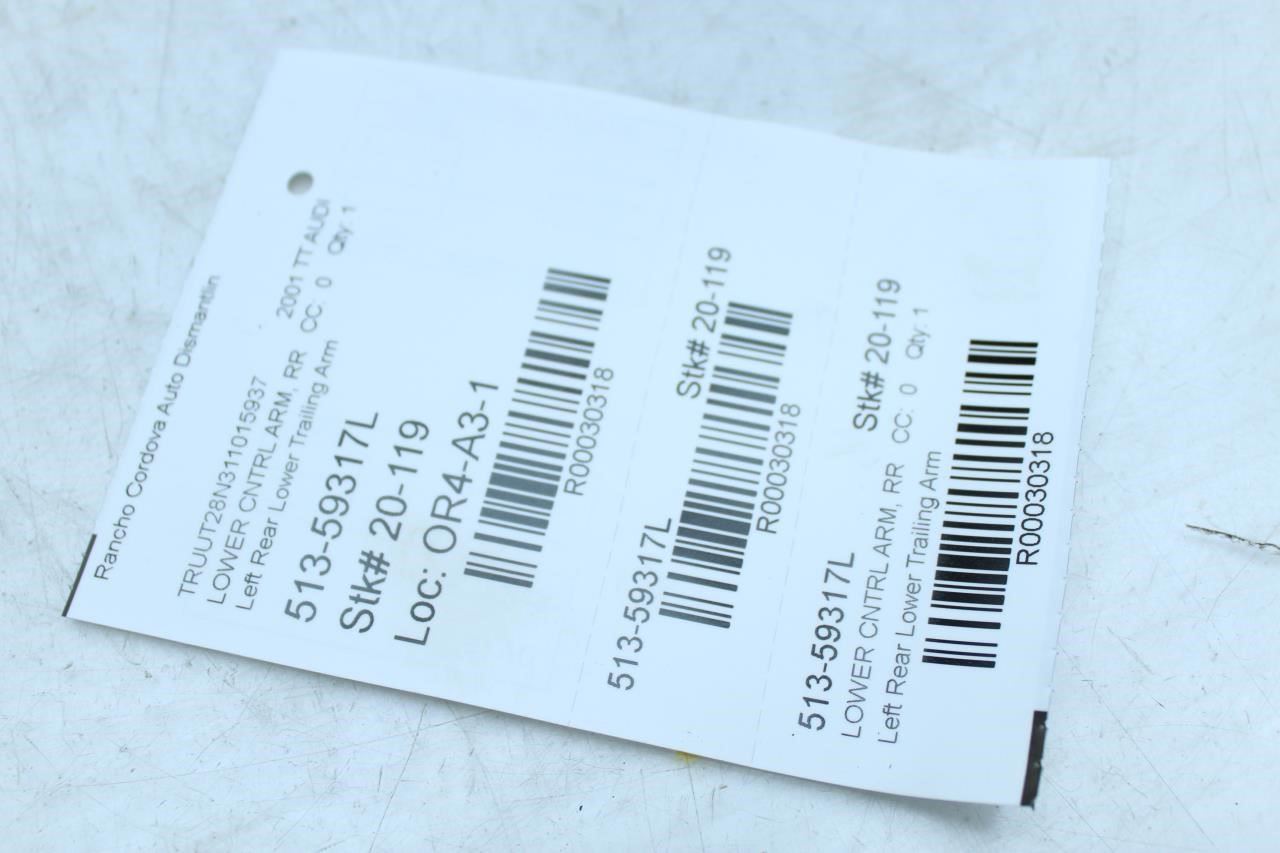 Rancho Cordova Auto Dismantlin
TRUUT28N311015937
LOWER CNTRL ARM, RR 2001 TT AUDI
Left Rear Lower Trailing Arm CC: 0 Qty: 1
513-59317L
Stk# 20-119
Loc: OR4-A3-1
R00030318
513-59317L Stk# 20-119
R00030318
513-59317L Stk# 20-119
LOWER CNTRL ARM, RR CC: 0 Qty: 1
Left Rear Lower Trailing Arm
R00030318